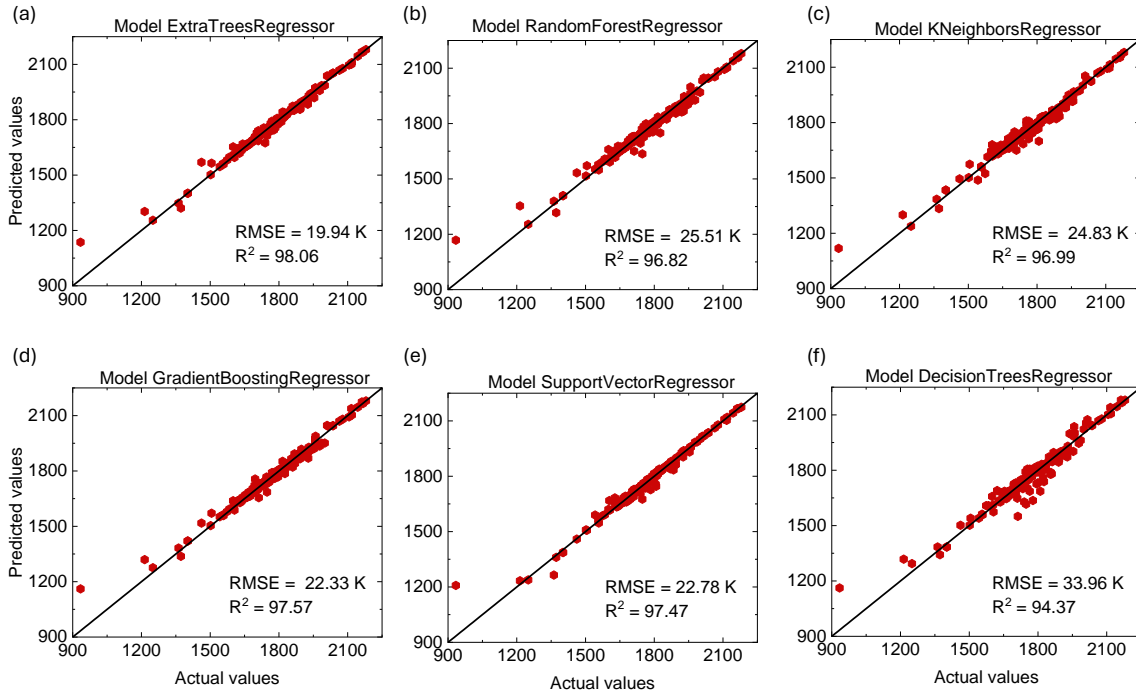 (a)
Model ExtraTreesRegressor
Predicted values
2100
1800
1500
1200
900
RMSE = 19.94 K
R² = 98.06
900 1200 1500 1800 2100
(b)
Model RandomForestRegressor
2100
1800
1500
1200
900
RMSE = 25.51 K
R² = 96.82
900 1200 1500 1800 2100
(c)
Model KNeighborsRegressor
2100
1800
1500
1200
900
RMSE = 24.83 K
R² = 96.99
900 1200 1500 1800 2100
(d)
Model GradientBoostingRegressor
Predicted values
2100
1800
1500
1200
900
RMSE = 22.33 K
R² = 97.57
900 1200 1500 1800 2100
Actual values
(e)
Model SupportVectorRegressor
2100
1800
1500
1200
900
RMSE = 22.78 K
R² = 97.47
900 1200 1500 1800 2100
Actual values
(f)
Model DecisionTreesRegressor
2100
1800
1500
1200
900
RMSE = 33.96 K
R² = 94.37
900 1200 1500 1800 2100
Actual values